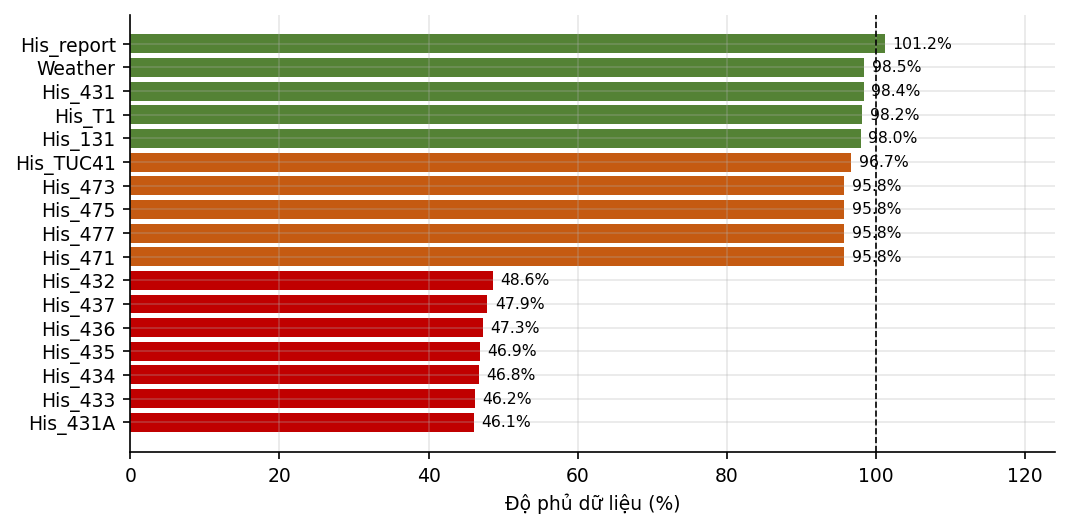 His_report 101.2%
Weather 98.5%
His_431 98.4%
His_T1 98.2%
His_131 98.0%
His_TUC41 96.7%
His_473 95.8%
His_475 95.8%
His_477 95.8%
His_471 95.8%
His_432 48.6%
His_437 47.9%
His_436 47.3%
His_435 46.9%
His_434 46.8%
His_433 46.2%
His_431A 46.1%
0 20 40 60 80 100 120
Độ phủ dữ liệu (%)